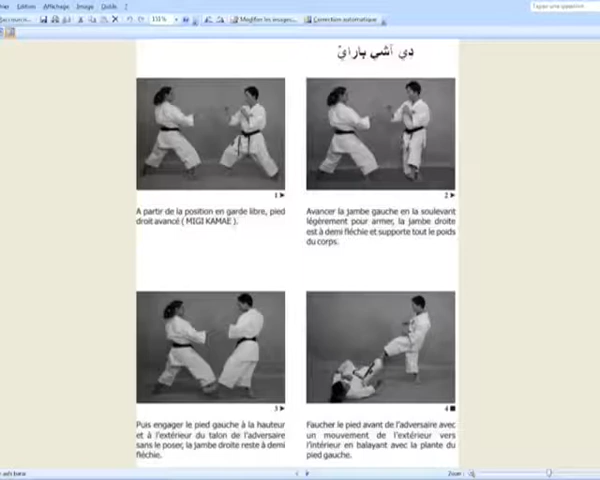 Edition Affichage Image Outils ?
Tapez une question
151%
Modifier les images...
Correction automatique
دي آشي باراي
1 ►
2 ►
A partir de la position en garde libre, pied
droit avancé ( MIGI KAMAE ).
Avancer la jambe gauche en la soulevant
légèrement pour armer, la jambe droite
est à demi fléchie et supporte tout le poids
du corps.
3 ►
4 ■
Puis engager le pied gauche à la hauteur
et à l'extérieur du talon de l'adversaire
sans le poser, la jambe droite reste à demi
fléchie.
Faucher le pied avant de l'adversaire avec
un mouvement de l'extérieur vers
l'intérieur en balayant avec la plante du
pied gauche.
Zoom :